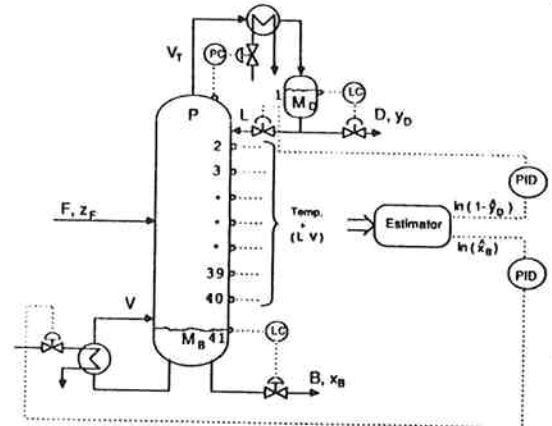 V_T
PC
1
M_D
LC
P
L
D, y_D
2
3
F, z_F
Temp.
+
(L V)
Estimator
ln(1-ŷ_D)
ln(x̂_B)
PID
PID
39
40
V
M_B 41
LC
B, x_B